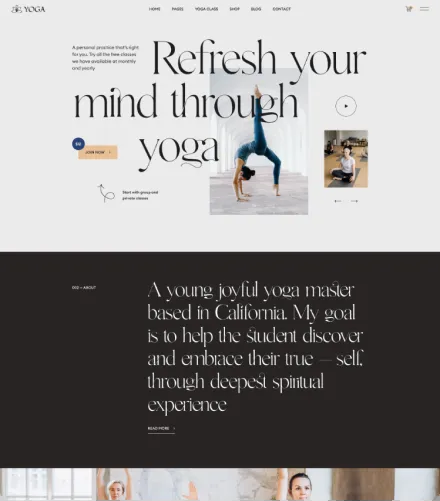 YOGA
HOME PAGES YOGA CLASS SHOP BLOG CONTACT
A personal practice that's right
for you. Try all the free classes
we have available at monthly
and yearly
Refresh your
mind through
yoga
JOIN NOW
Start with group and
private classes
002 – ABOUT
A young joyful yoga master
based in California. My goal
is to help the student discover
and embrace their true – self,
through deepest spiritual
experience
READ MORE